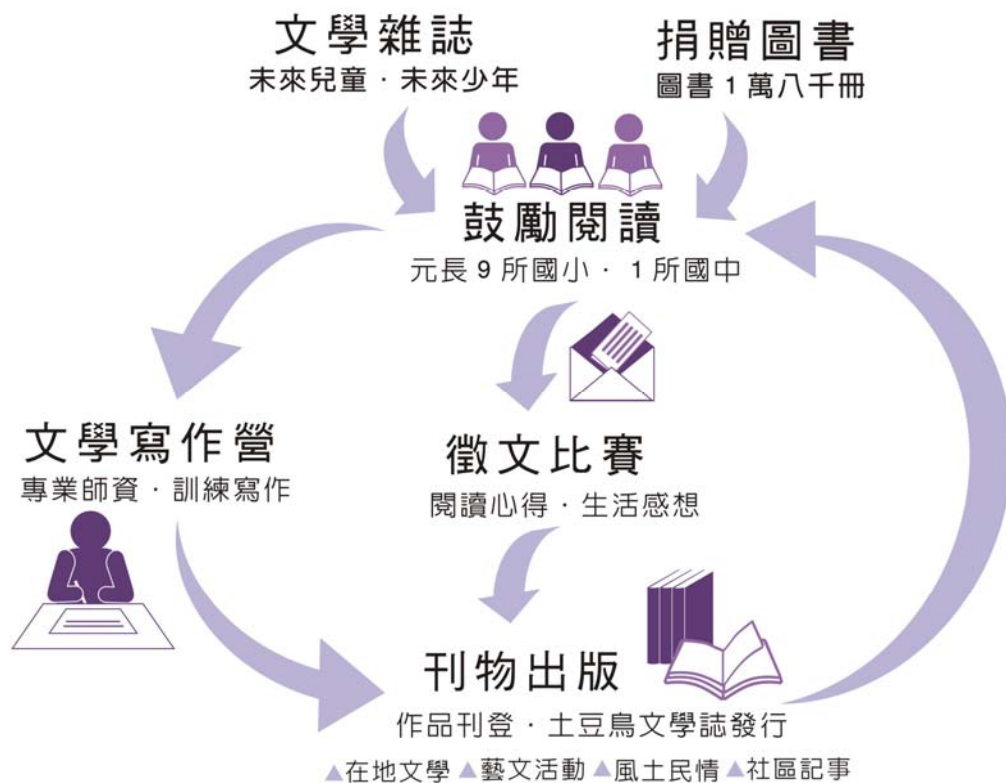 文學雜誌
未來兒童·未來少年
捐贈圖書
圖書1萬八千冊
鼓勵閱讀
元長9所國小·1所國中
文學寫作營
專業師資·訓練寫作
徵文比賽
閱讀心得·生活感想
刊物出版
作品刊登·土豆鳥文學誌發行
▲在地文學▲藝文活動▲風土民情▲社區記事